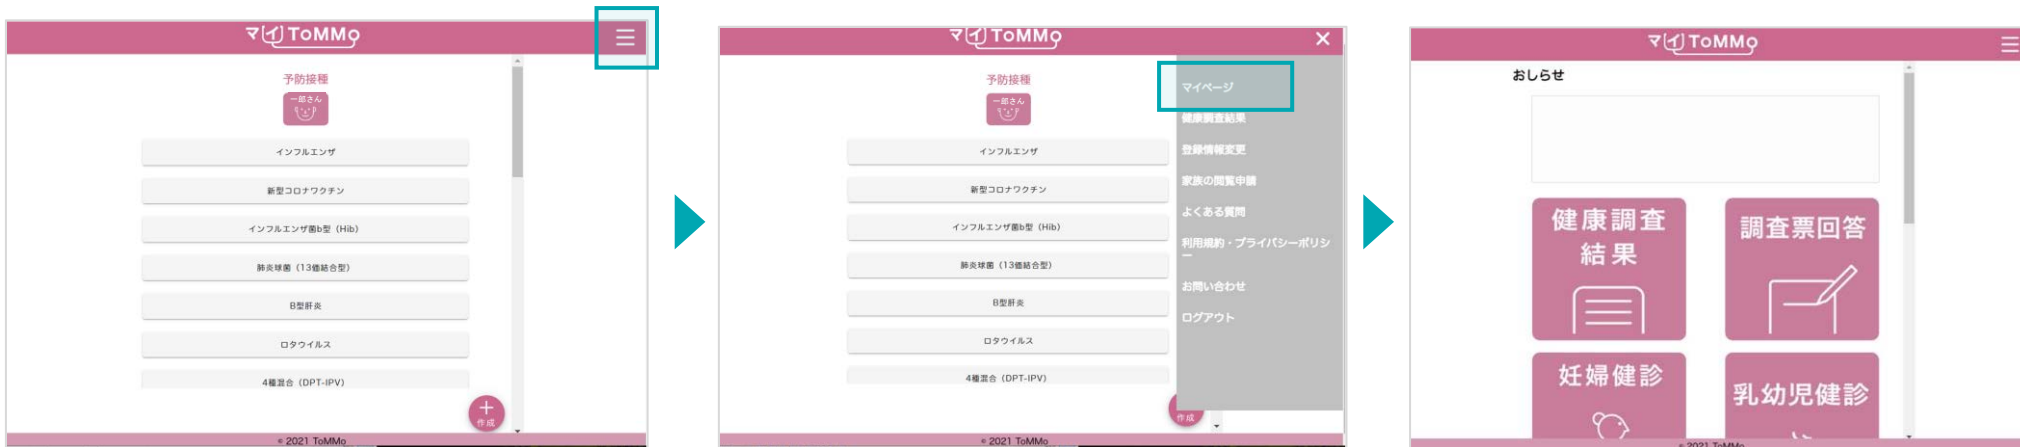 マイToMMo
予防接種
一郎さん
インフルエンザ
新型コロナワクチン
インフルエンザ菌b型（Hib）
肺炎球菌（13価結合型）
B型肝炎
ロタウイルス
4種混合（DPT-IPV）
作成
© 2021 ToMMo
マイToMMo
予防接種
一郎さん
インフルエンザ
新型コロナワクチン
インフルエンザ菌b型（Hib）
肺炎球菌（13価結合型）
B型肝炎
ロタウイルス
4種混合（DPT-IPV）
マイページ
健康調査結果
登録情報変更
家族の閲覧申請
よくある質問
利用規約・プライバシーポリシ
ー
お問い合わせ
ログアウト
作成
© 2021 ToMMo
マイToMMo
おしらせ
健康調査
結果
調査票回答
妊婦健診
乳幼児健診
© 2021 ToMMo